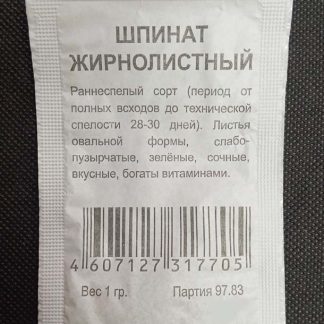 ШПИНАТ
ЖИРНОЛИСТНЫЙ
Раннеспелый сорт (период от
полных всходов до технической
спелости 28-30 дней). Листья
овальной формы, слабо-
пузырчатые, зелёные, сочные,
вкусные, богаты витаминами.
4 607127 317705
Вес 1 гр. Партия 97.83